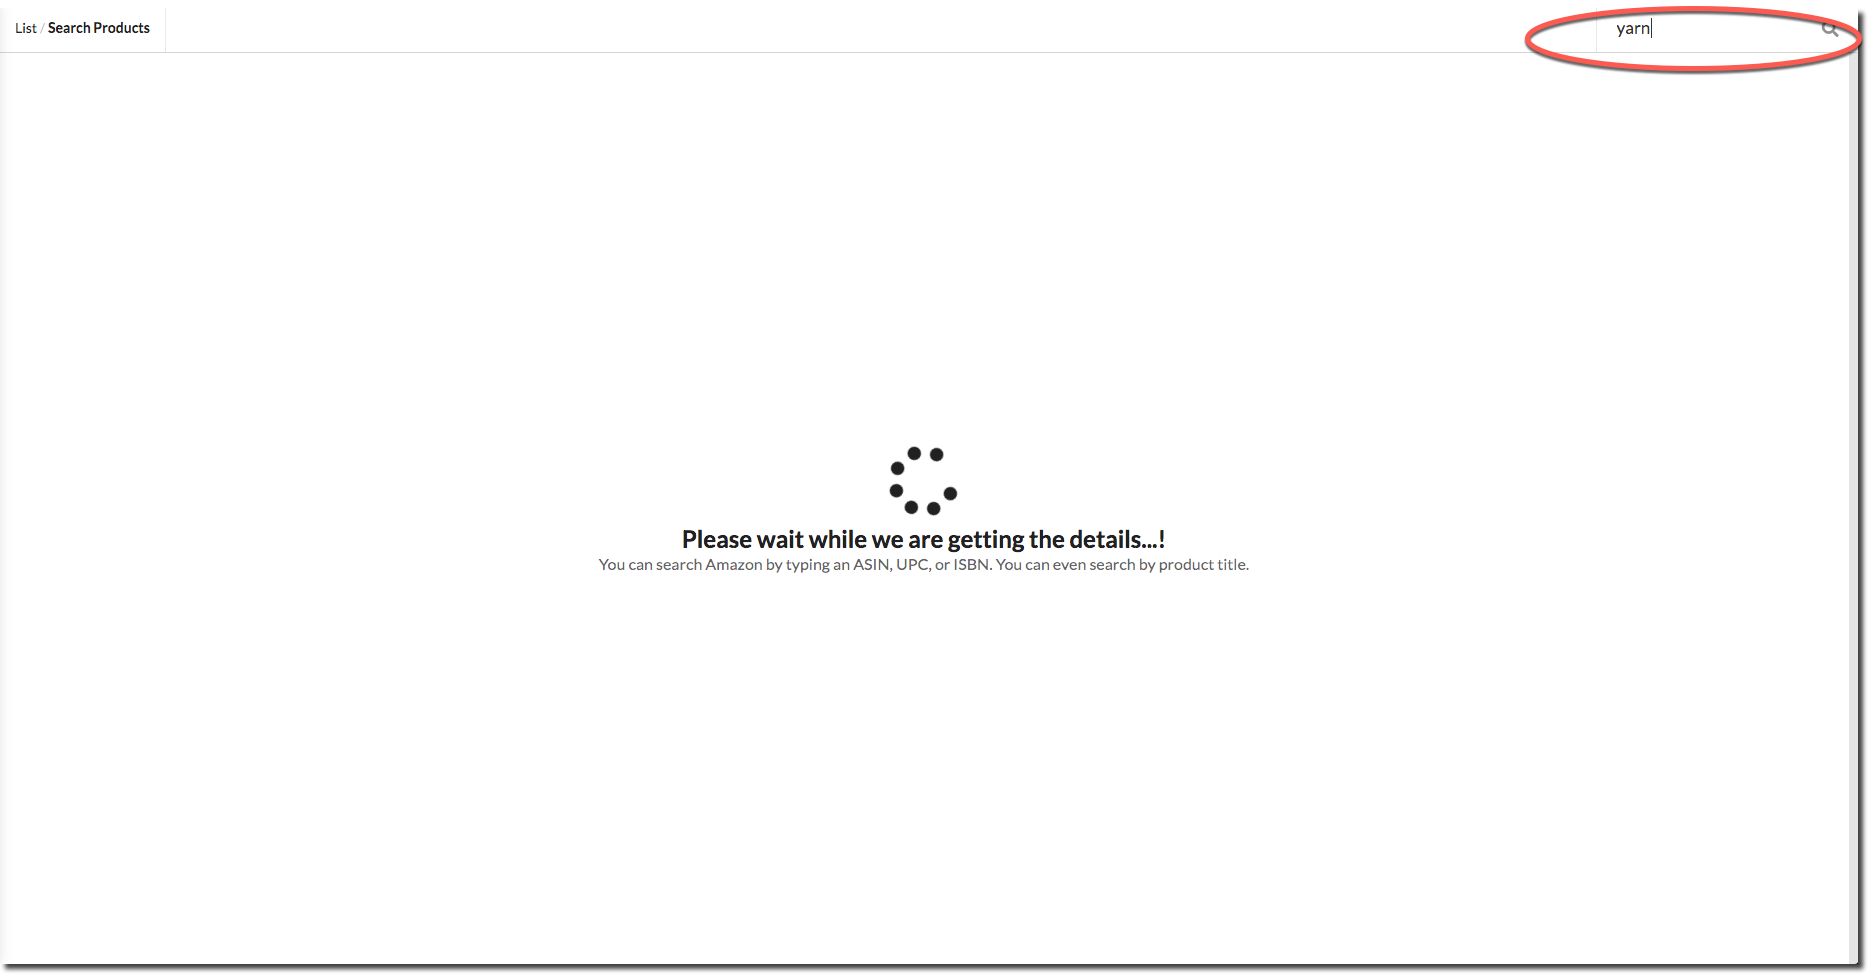 List / Search Products
yarn
Please wait while we are getting the details...!
You can search Amazon by typing an ASIN, UPC, or ISBN. You can even search by product title.